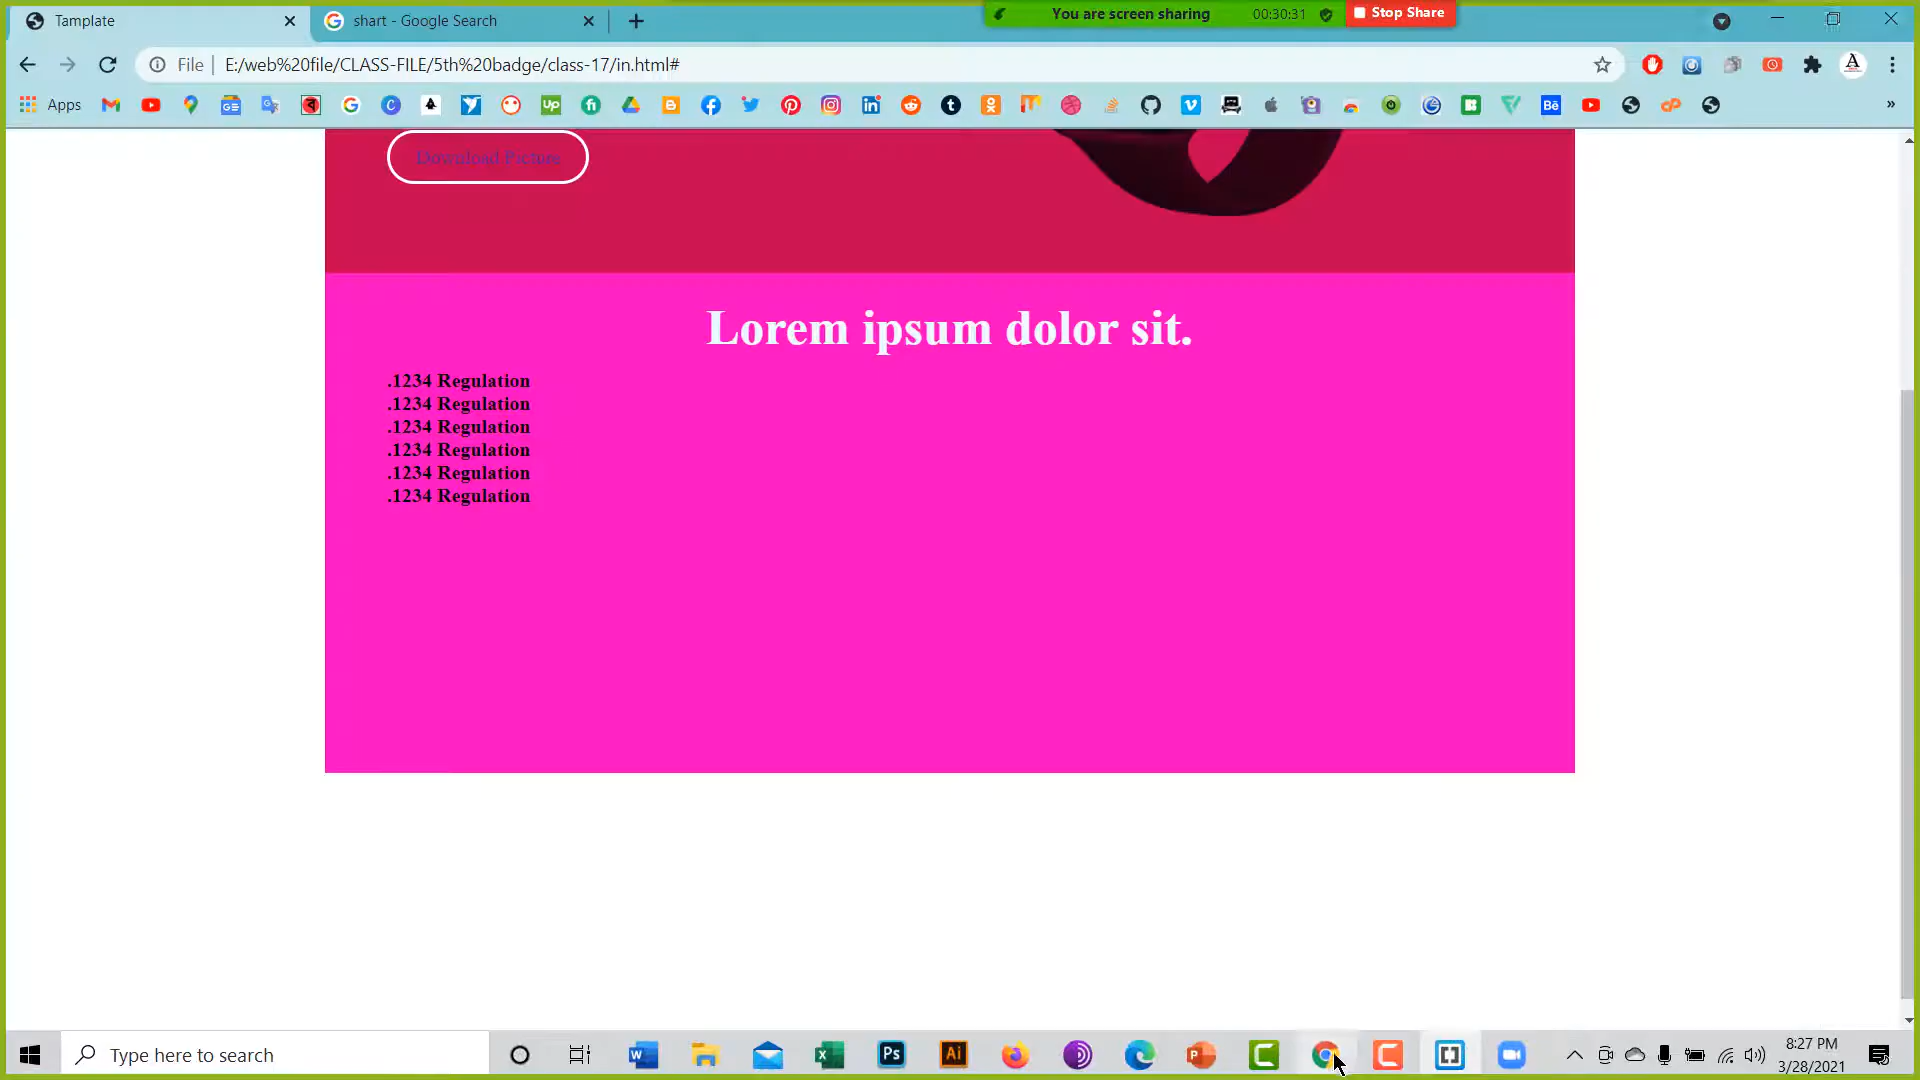 Tamplate
shart - Google Search
You are screen sharing
00:30:31
Stop Share
File
E:/web%20file/CLASS-FILE/5th%20badge/class-17/in.html#
Apps
Download Picture
Lorem ipsum dolor sit.
.1234 Regulation
.1234 Regulation
.1234 Regulation
.1234 Regulation
.1234 Regulation
.1234 Regulation
Type here to search
8:27 PM
3/28/2021